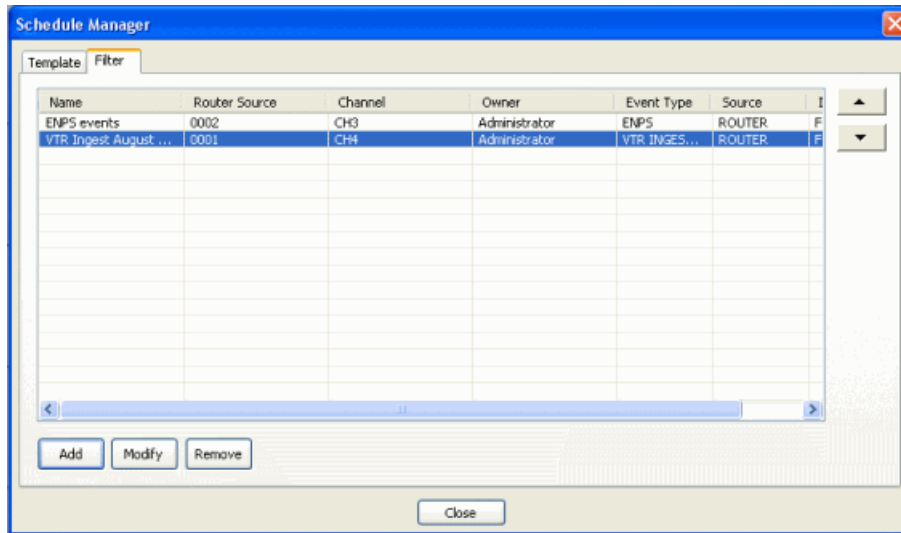 Schedule Manager
Template Filter
Name Router Source Channel Owner Event Type Source I
ENPS events 0002 CH3 Administrator ENPS ROUTER F
VTR Ingest August ... 0001 CH4 Administrator VTR INGES... ROUTER F
Add Modify Remove
Close